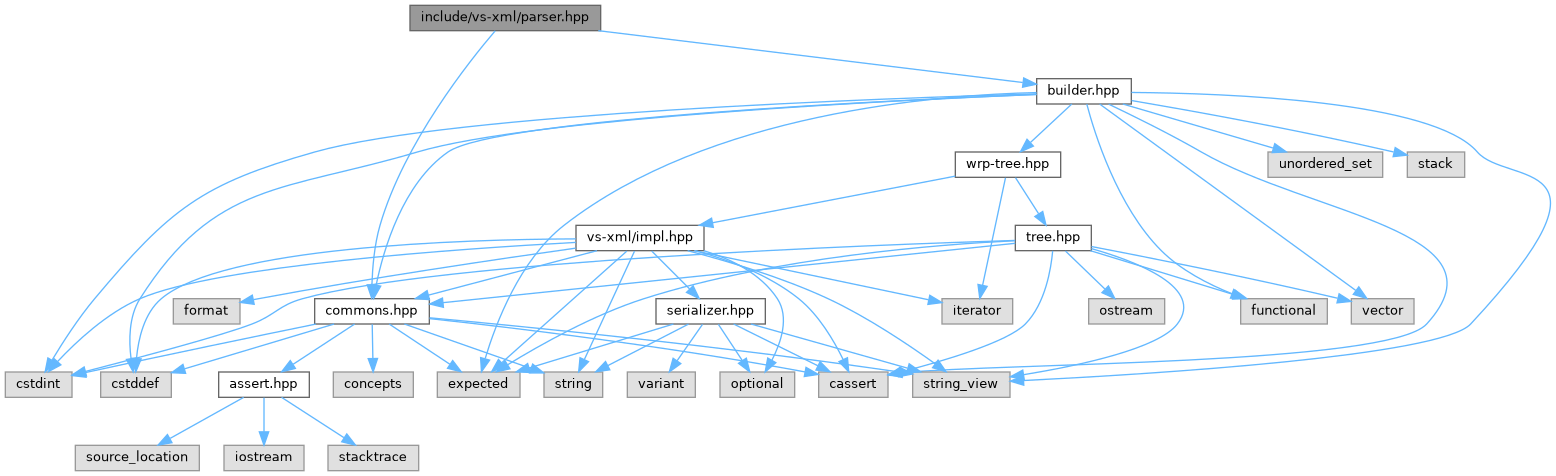 include/vs-xml/parser.hpp
builder.hpp
wrp-tree.hpp
unordered_set
stack
vs-xml/impl.hpp
tree.hpp
format
commons.hpp
serializer.hpp
iterator
ostream
functional
vector
cstdint
cstddef
assert.hpp
concepts
expected
string
variant
optional
cassert
string_view
source_location
iostream
stacktrace